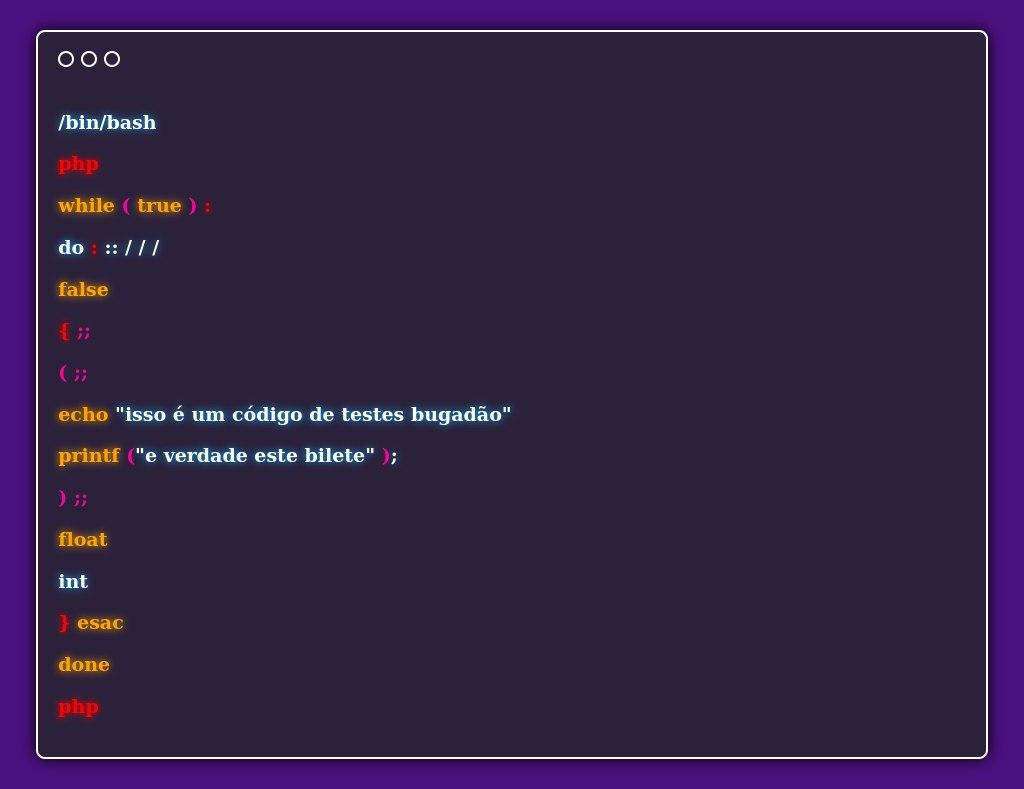 /bin/bash
php
while ( true ) :
do : :: / / /
false
{ ;;
( ;;
echo "isso é um código de testes bugadão"
printf ("e verdade este bilete" );
) ;;
float
int
} esac
done
php